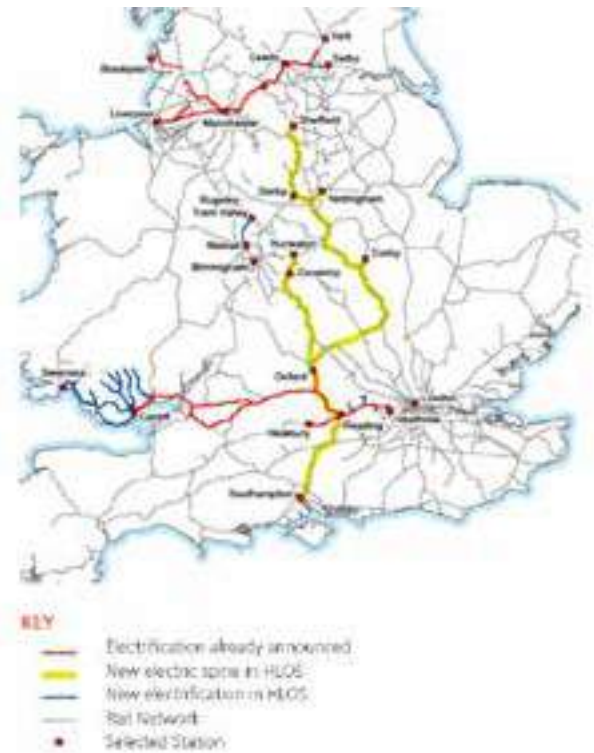 York
Leeds
Selby
Blackpool
Liverpool
Manchester
Sheffield
Derby
Nottingham
Rugeley
Trent Valley
Walsall
Nuneaton
Birmingham
Coventry
Corby
Oxford
Swansea
Cardiff
London
Heathrow
Newbury
Reading
Southampton
KEY
Electrification already announced
New electric spine in HLOS
New electrification in HLOS
Rail Network
Selected Station